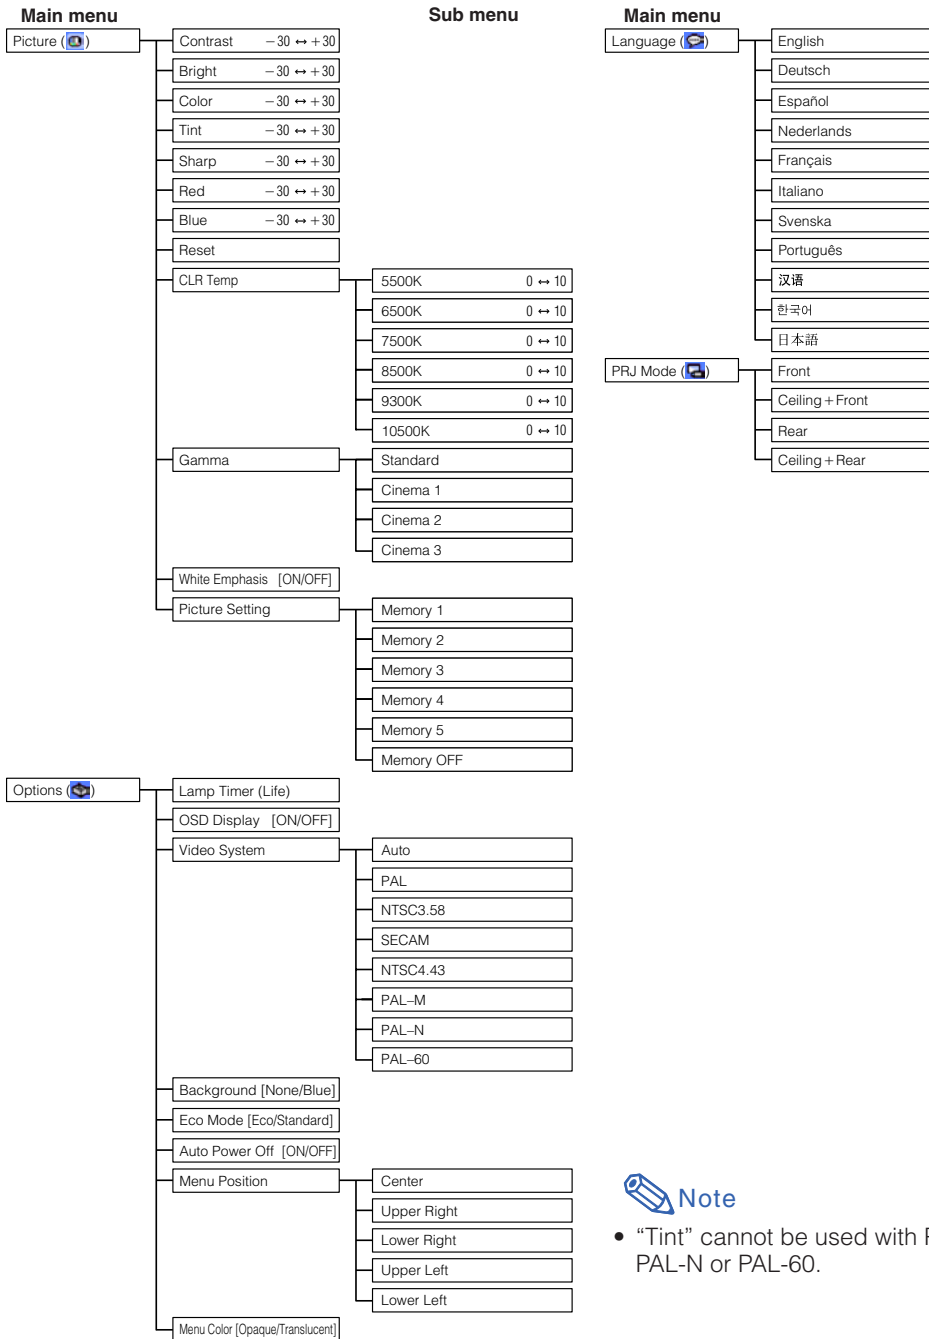 Main menu
Sub menu
Picture ( )
Contrast −30 ↔ +30
Bright −30 ↔ +30
Color −30 ↔ +30
Tint −30 ↔ +30
Sharp −30 ↔ +30
Red −30 ↔ +30
Blue −30 ↔ +30
Reset
CLR Temp
5500K 0 ↔ 10
6500K 0 ↔ 10
7500K 0 ↔ 10
8500K 0 ↔ 10
9300K 0 ↔ 10
10500K 0 ↔ 10
Gamma
Standard
Cinema 1
Cinema 2
Cinema 3
White Emphasis [ON/OFF]
Picture Setting
Memory 1
Memory 2
Memory 3
Memory 4
Memory 5
Memory OFF
Options ( )
Lamp Timer (Life)
OSD Display [ON/OFF]
Video System
Auto
PAL
NTSC3.58
SECAM
NTSC4.43
PAL–M
PAL–N
PAL–60
Background [None/Blue]
Eco Mode [Eco/Standard]
Auto Power Off [ON/OFF]
Menu Position
Center
Upper Right
Lower Right
Upper Left
Lower Left
Menu Color [Opaque/Translucent]
Main menu
Language ( )
English
Deutsch
Español
Nederlands
Français
Italiano
Svenska
Português
汉语
한국어
日本語
PRJ Mode ( )
Front
Ceiling+Front
Rear
Ceiling+Rear
Note
• “Tint” cannot be used with
PAL-N or PAL-60.